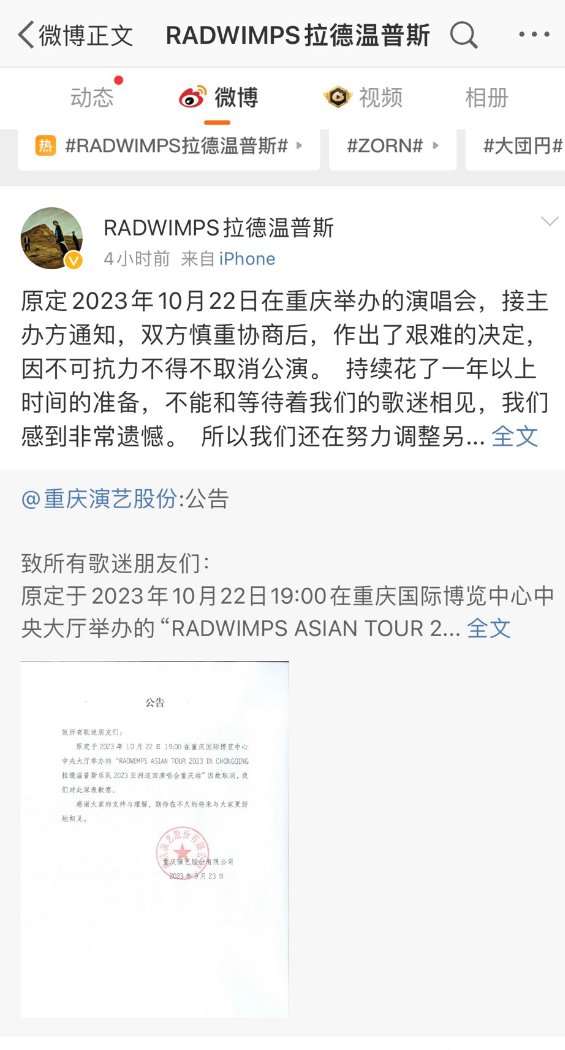 微博正文
RADWIMPS拉德温普斯
动态
微博
视频
相册
热 #RADWIMPS拉德温普斯#
#ZORN#
#大团円#
RADWIMPS拉德温普斯
4小时前 来自 iPhone
原定2023年10月22日在重庆举办的演唱会，接主
办方通知，双方慎重协商后，作出了艰难的决定，
因不可抗力不得不取消公演。 持续花了一年以上
时间的准备，不能和等待着我们的歌迷相见，我们
感到非常遗憾。 所以我们还在努力调整另... 全文
@重庆演艺股份:公告
致所有歌迷朋友们：
原定于2023年10月22日19:00在重庆国际博览中心中
央大厅举办的“RADWIMPS ASIAN TOUR 2... 全文
公告
致所有歌迷朋友们：
原定于2023年10月22日19:00在重庆国际博览中心
中央大厅举办的“RADWIMPS ASIAN TOUR 2023 IN CHONGQING
拉德温普斯乐队2023亚洲巡回演唱会重庆站”因故取消，我
们对此深表歉意。
感谢大家的支持与理解，期待在不久的将来与大家更好
地相见。
重庆演艺股份有限公司
2023年9月23日